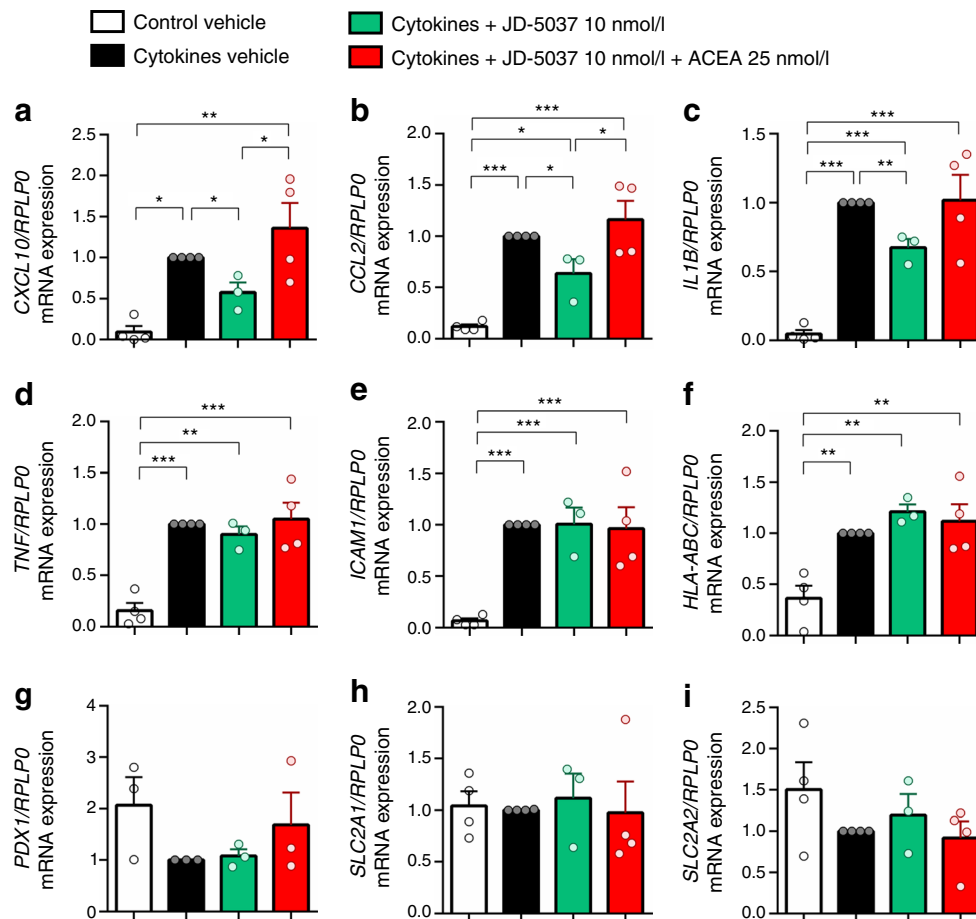 Control vehicle
Cytokines vehicle
Cytokines + JD-5037 10 nmol/l
Cytokines + JD-5037 10 nmol/l + ACEA 25 nmol/l
a
CXCL10/RPLP0
mRNA expression
2.5
2.0
1.5
1.0
0.5
0.0
**
*
*
*
b
CCL2/RPLP0
mRNA expression
2.0
1.5
1.0
0.5
0.0
***
*
*
***
*
c
IL1B/RPLP0
mRNA expression
1.5
1.0
0.5
0.0
***
***
***
**
d
TNF/RPLP0
mRNA expression
2.0
1.5
1.0
0.5
0.0
***
**
***
e
ICAM1/RPLP0
mRNA expression
2.0
1.5
1.0
0.5
0.0
***
***
***
f
HLA-ABC/RPLP0
mRNA expression
2.0
1.5
1.0
0.5
0.0
**
**
**
g
PDX1/RPLP0
mRNA expression
4
3
2
1
0
h
SLC2A1/RPLP0
mRNA expression
2.0
1.5
1.0
0.5
0.0
i
SLC2A2/RPLP0
mRNA expression
2.5
2.0
1.5
1.0
0.5
0.0